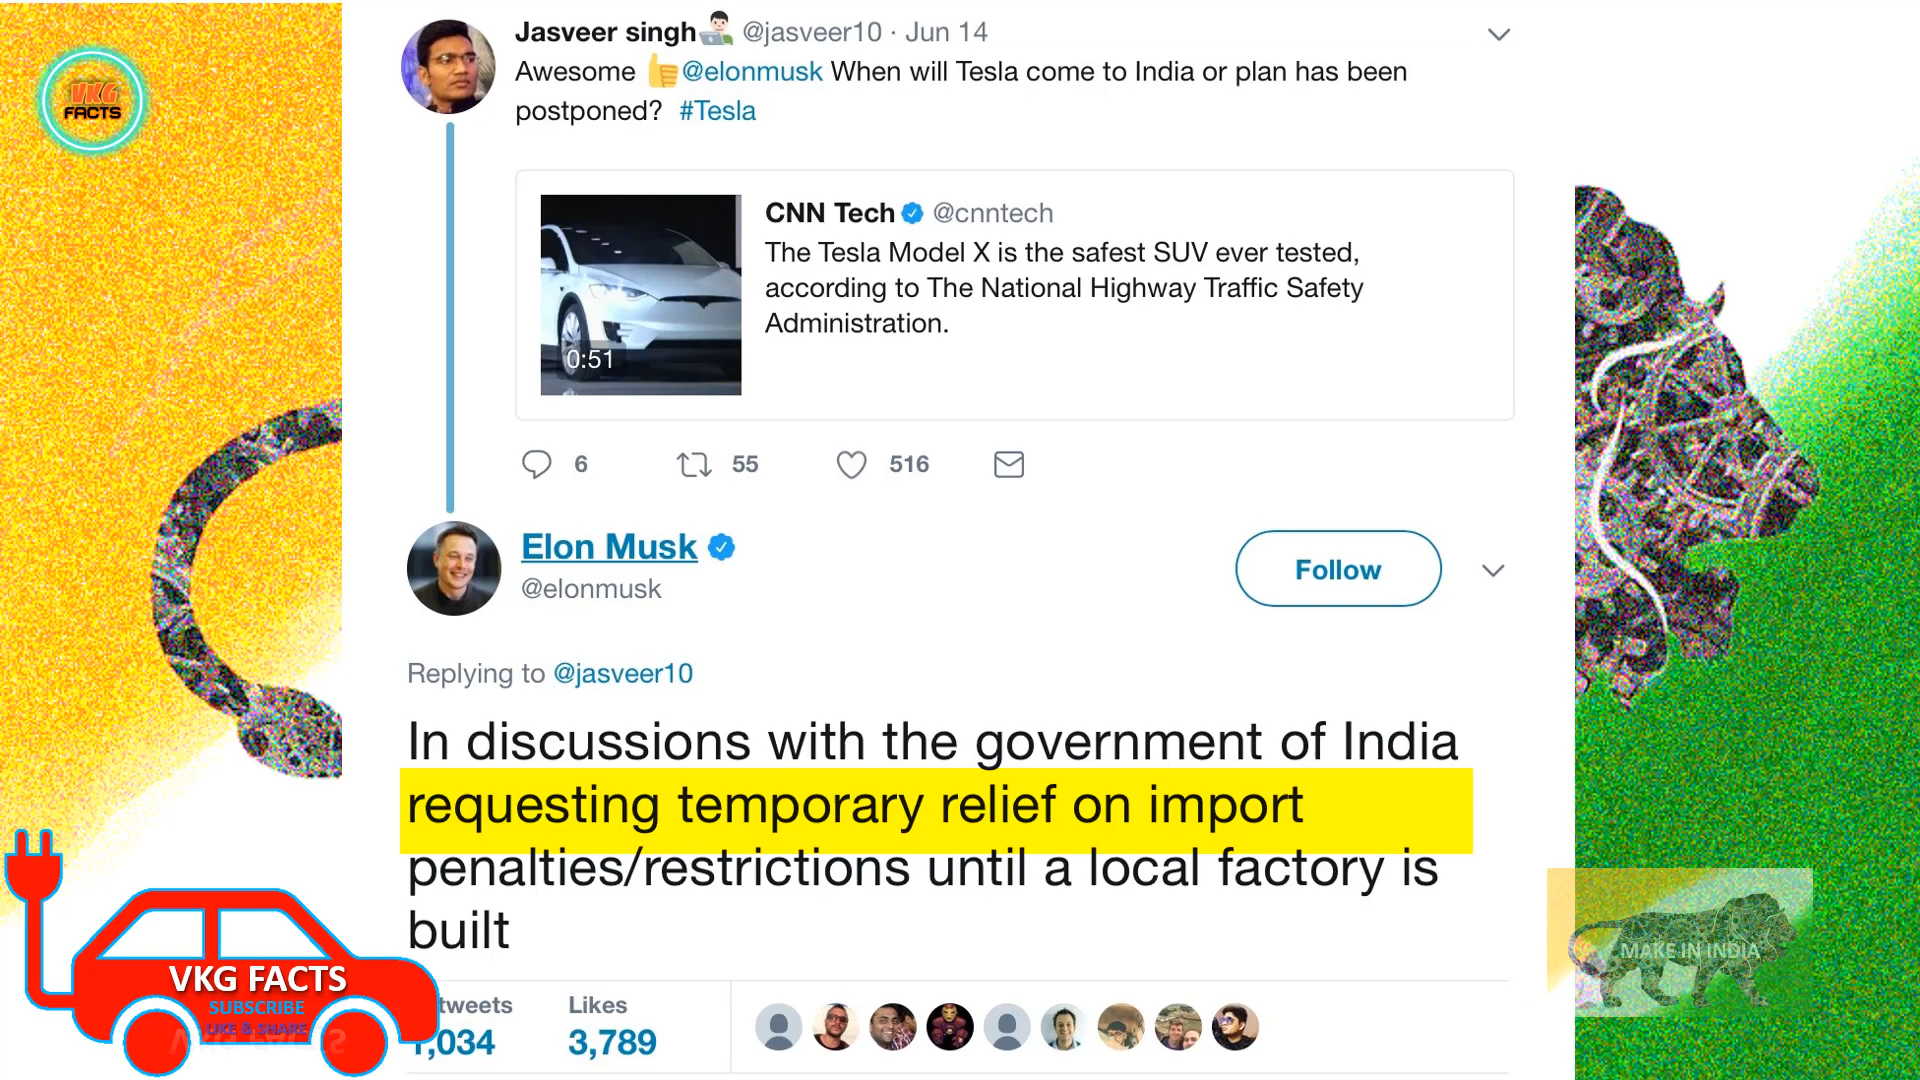 VKG
FACTS
Jasveer singh @jasveer10 · Jun 14
Awesome @elonmusk When will Tesla come to India or plan has been
postponed? #Tesla
CNN Tech @cnntech
The Tesla Model X is the safest SUV ever tested,
according to The National Highway Traffic Safety
Administration.
0:51
6 55 516
Elon Musk
@elonmusk
Follow
Replying to @jasveer10
In discussions with the government of India
requesting temporary relief on import
penalties/restrictions until a local factory is
built
tweets Likes
1,034 3,789
VKG FACTS
SUBSCRIBE
LIKE & SHARE
MAKE IN INDIA